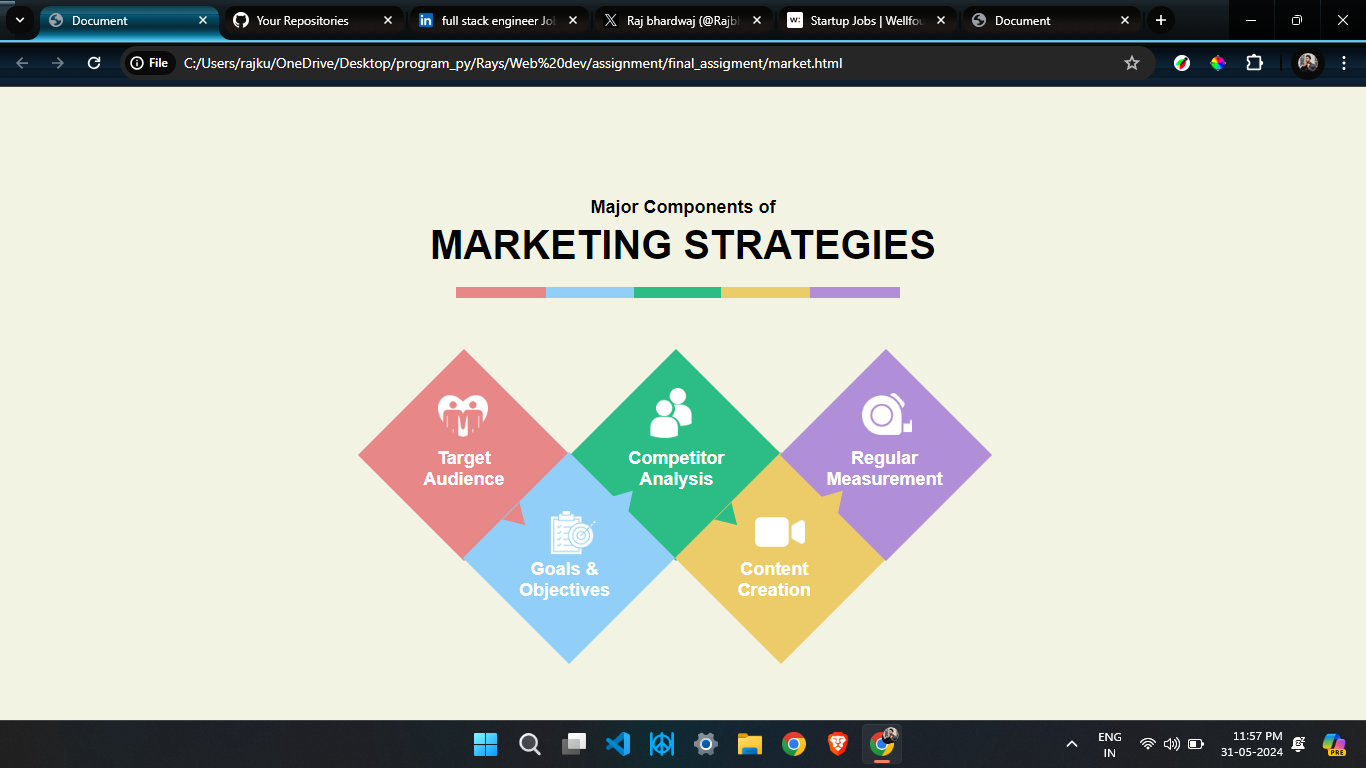 Document
Your Repositories
full stack engineer Jo
Raj bhardwaj (@Rajb
w:
Startup Jobs | Wellfou
Document
File
C:/Users/rajku/OneDrive/Desktop/program_py/Rays/Web%20dev/assignment/final_assigment/market.html
Major Components of
MARKETING STRATEGIES
Target
Audience
Competitor
Analysis
Regular
Measurement
Goals &
Objectives
Content
Creation
ENG
IN
11:57 PM
31-05-2024
PRE